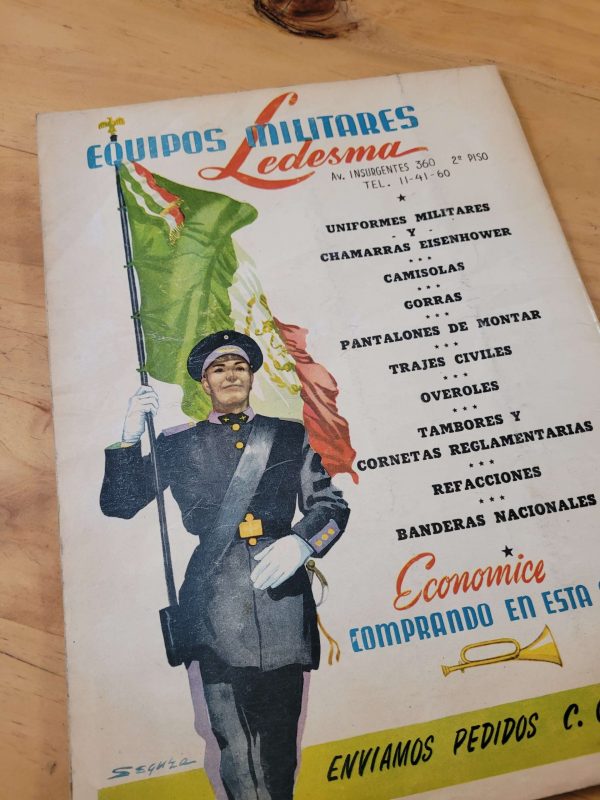 EQUIPOS MILITARES
Ledesma
Av. INSURGENTES 360 2º PISO
TEL. 11-41-60
UNIFORMES MILITARES
- Y -
CHAMARRAS EISENHOWER
CAMISOLAS
GORRAS
PANTALONES DE MONTAR
TRAJES CIVILES
OVEROLES
TAMBORES Y
CORNETAS REGLAMENTARIAS
REFACCIONES
BANDERAS NACIONALES
Economice
COMPRANDO EN ESTA
ENVIAMOS PEDIDOS C.
Segura